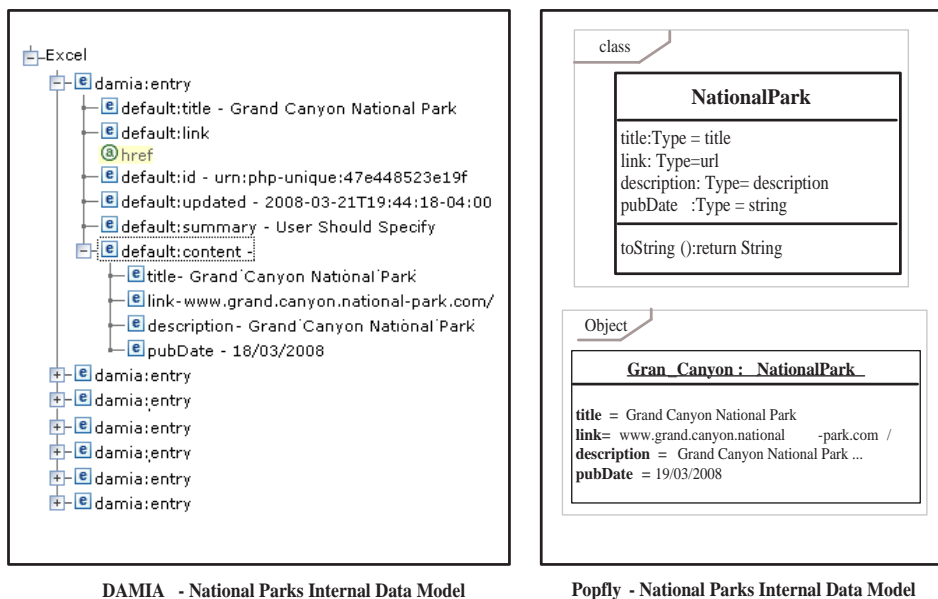 Excel
damia:entry
default:title - Grand Canyon National Park
default:link
href
default:id - urn:php-unique:47e448523e19f
default:updated - 2008-03-21T19:44:18-04:00
default:summary - User Should Specify
default:content -
title- Grand Canyon National Park
link-www.grand.canyon.national-park.com/
description- Grand Canyon National Park
pubDate - 18/03/2008
damia:entry
damia:entry
damia:entry
damia:entry
damia:entry
damia:entry
DAMIA - National Parks Internal Data Model
class
NationalPark
title:Type = title
link: Type=url
description: Type= description
pubDate :Type = string
toString ():return String
Object
Gran_Canyon : NationalPark
title = Grand Canyon National Park
link= www.grand.canyon.national -park.com /
description = Grand Canyon National Park ...
pubDate = 19/03/2008
Popfly - National Parks Internal Data Model